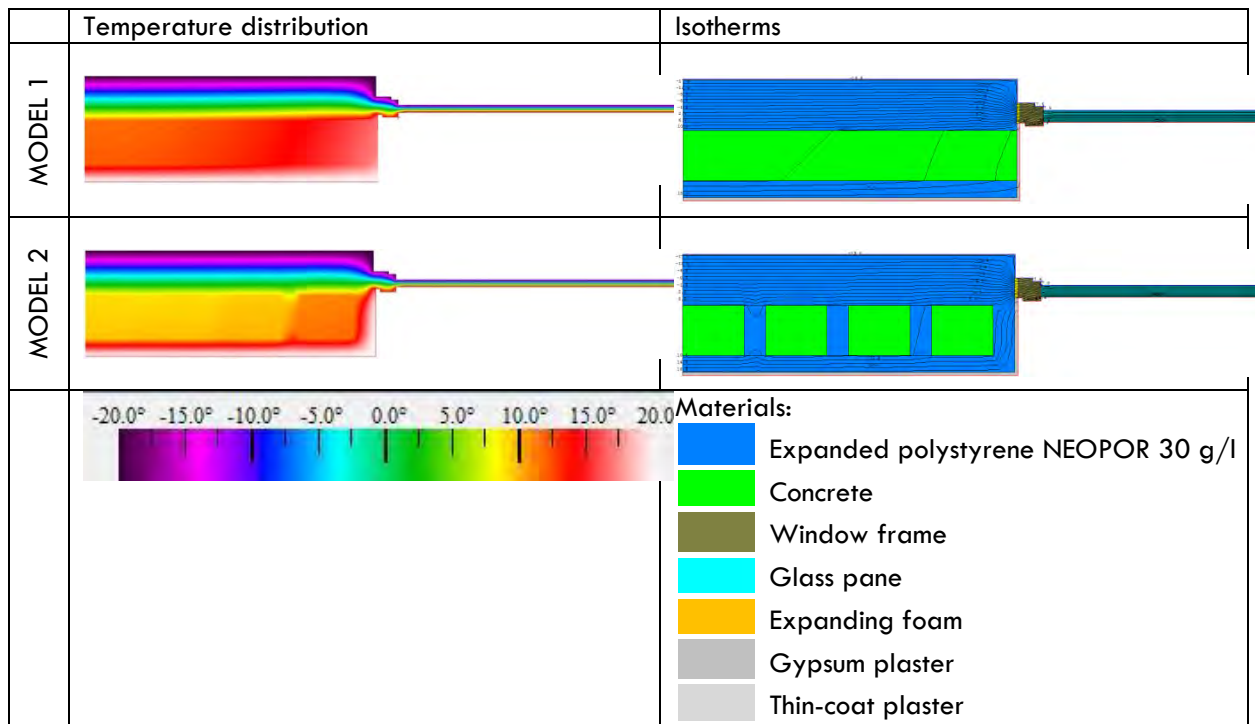 Temperature distribution
Isotherms
MODEL 1
MODEL 2
-20.0° -15.0° -10.0° -5.0° 0.0° 5.0° 10.0° 15.0° 20.0
Materials:
Expanded polystyrene NEOPOR 30 g/l
Concrete
Window frame
Glass pane
Expanding foam
Gypsum plaster
Thin-coat plaster